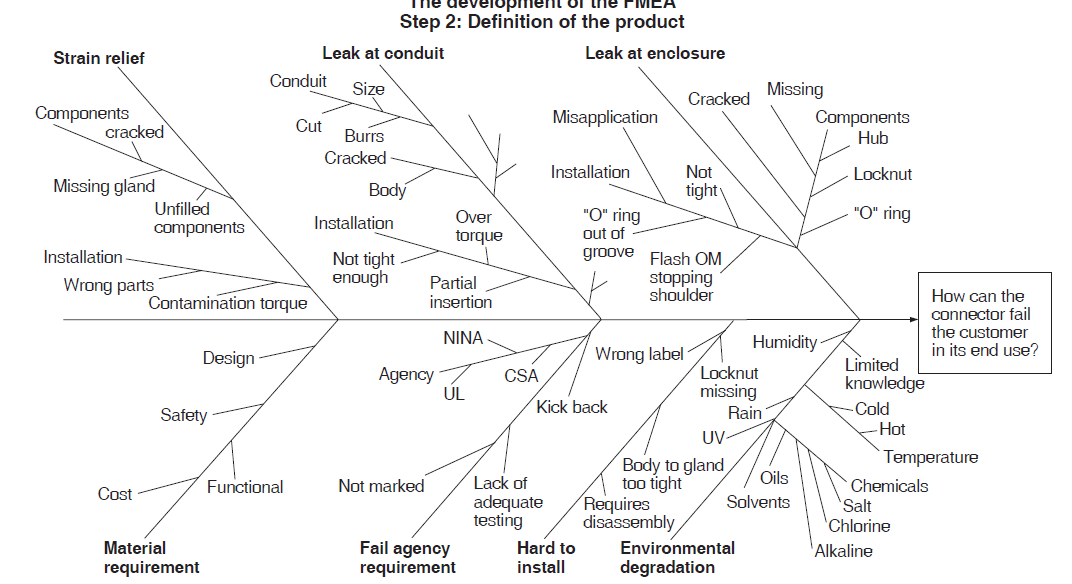 The development of the FMEA
Step 2: Definition of the product
Strain relief
Leak at conduit
Leak at enclosure
Conduit
Size
Cut
Burrs
Cracked
Body
Components
cracked
Missing gland
Unfilled
components
Misapplication
Cracked
Missing
Components
Hub
Locknut
"O" ring
Installation
Not
tight
"O" ring
out of
groove
Flash OM
stopping
shoulder
Installation
Over
torque
Not tight
enough
Partial
insertion
Installation
Wrong parts
Contamination torque
How can the
connector fail
the customer
in its end use?
Design
Safety
Cost
Functional
Material
requirement
NINA
Agency
UL
CSA
Kick back
Not marked
Lack of
adequate
testing
Fail agency
requirement
Wrong label
Locknut
missing
Body to gland
too tight
Requires
disassembly
Hard to
install
Humidity
Limited
knowledge
Rain
Cold
Hot
Temperature
UV
Oils
Solvents
Chemicals
Salt
Chlorine
Alkaline
Environmental
degradation